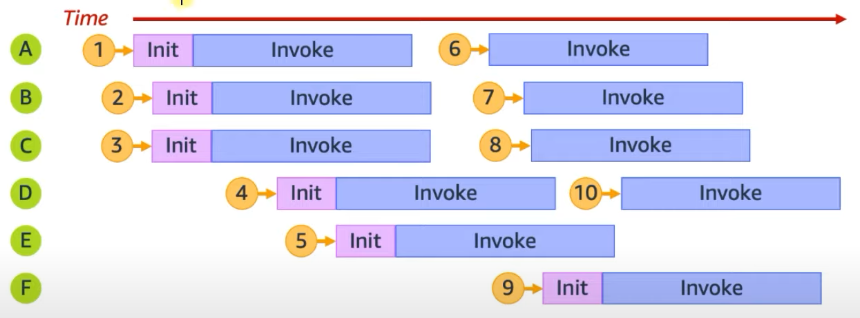 Time
A 1 Init Invoke 6 Invoke
B 2 Init Invoke 7 Invoke
C 3 Init Invoke 8 Invoke
D 4 Init Invoke 10 Invoke
E 5 Init Invoke
F 9 Init Invoke